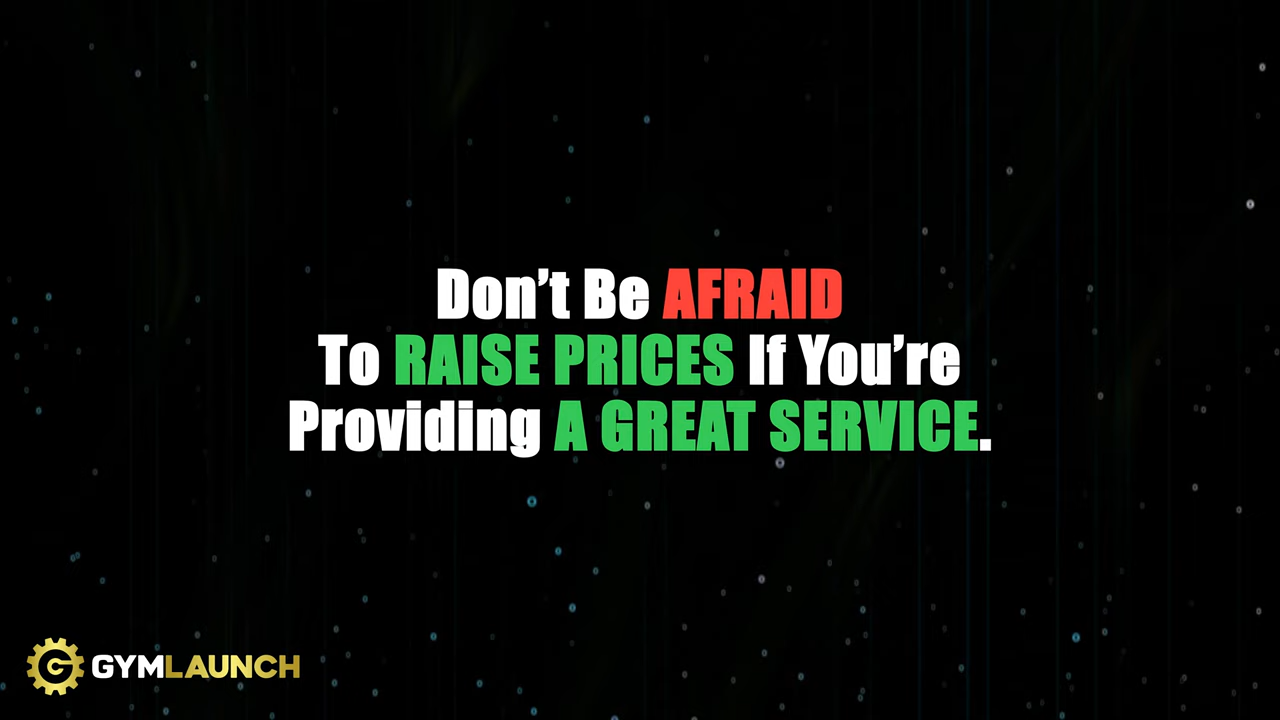 Don’t Be AFRAID
To RAISE PRICES If You’re
Providing A GREAT SERVICE.
GYMLAUNCH